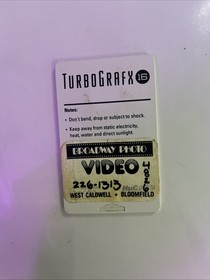 TURBOGRAFX 16
Notes:
• Don't bend, drop or subject to shock.
• Keep away from static electricity,
heat, water and direct sunlight.
BROADWAY PHOTO
VIDEO
226-1313
WEST CALDWELL • BLOOMFIELD
4826